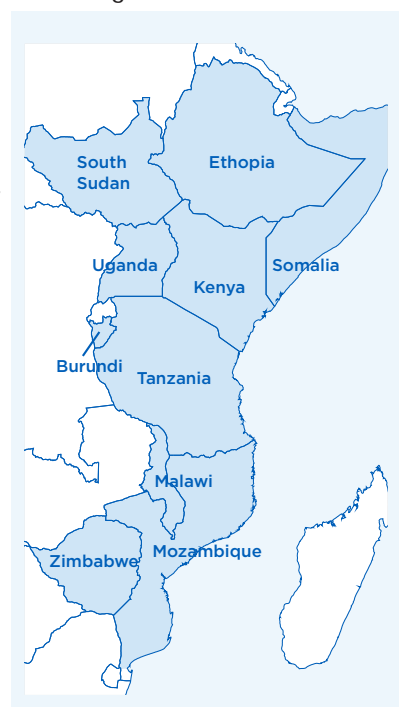 South
Sudan
Ethopia
Uganda
Somalia
Kenya
Burundi
Tanzania
Malawi
Mozambique
Zimbabwe